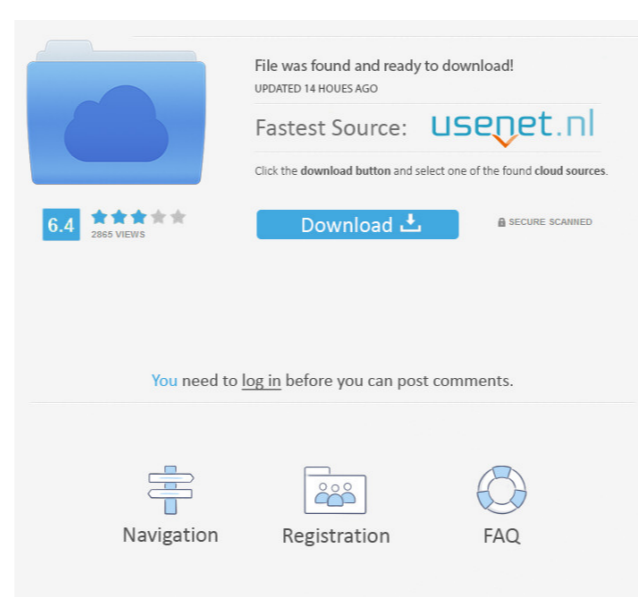 File was found and ready to download!
UPDATED 14 HOUES AGO
Fastest Source: usenet.nl
Click the download button and select one of the found cloud sources.
6.4
2865 VIEWS
Download
SECURE SCANNED
You need to log in before you can post comments.
Navigation
Registration
FAQ